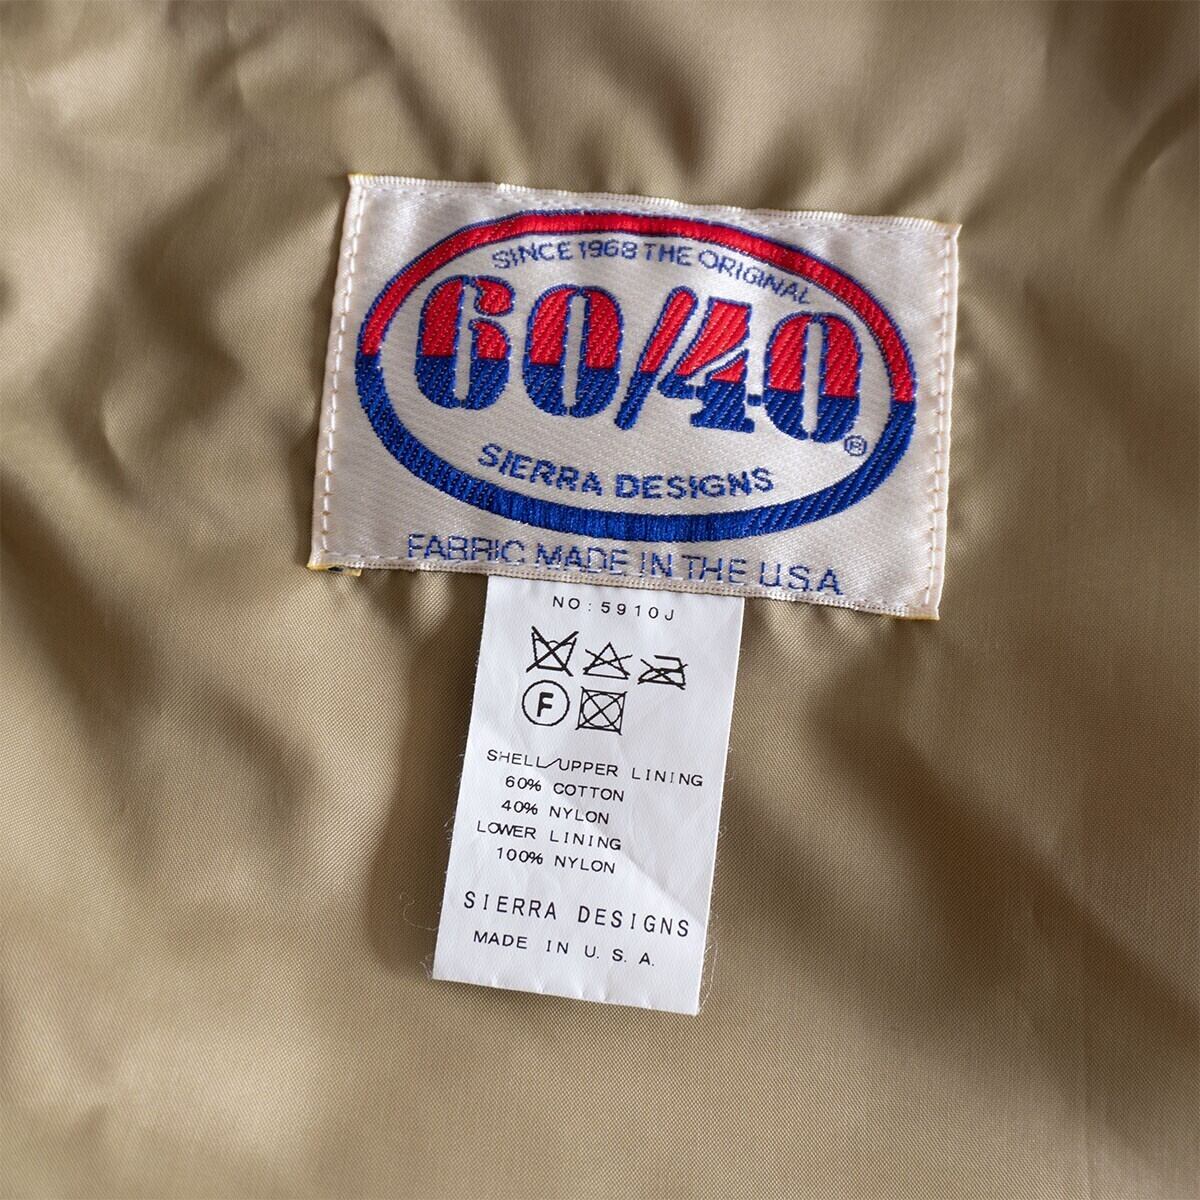 SINCE 1968 THE ORIGINAL
60/40®
SIERRA DESIGNS
FABRIC MADE IN THE U.S.A
NO:5910J
F
SHELL/UPPER LINING
60% COTTON
40% NYLON
LOWER LINING
100% NYLON
SIERRA DESIGNS
MADE IN U.S.A.